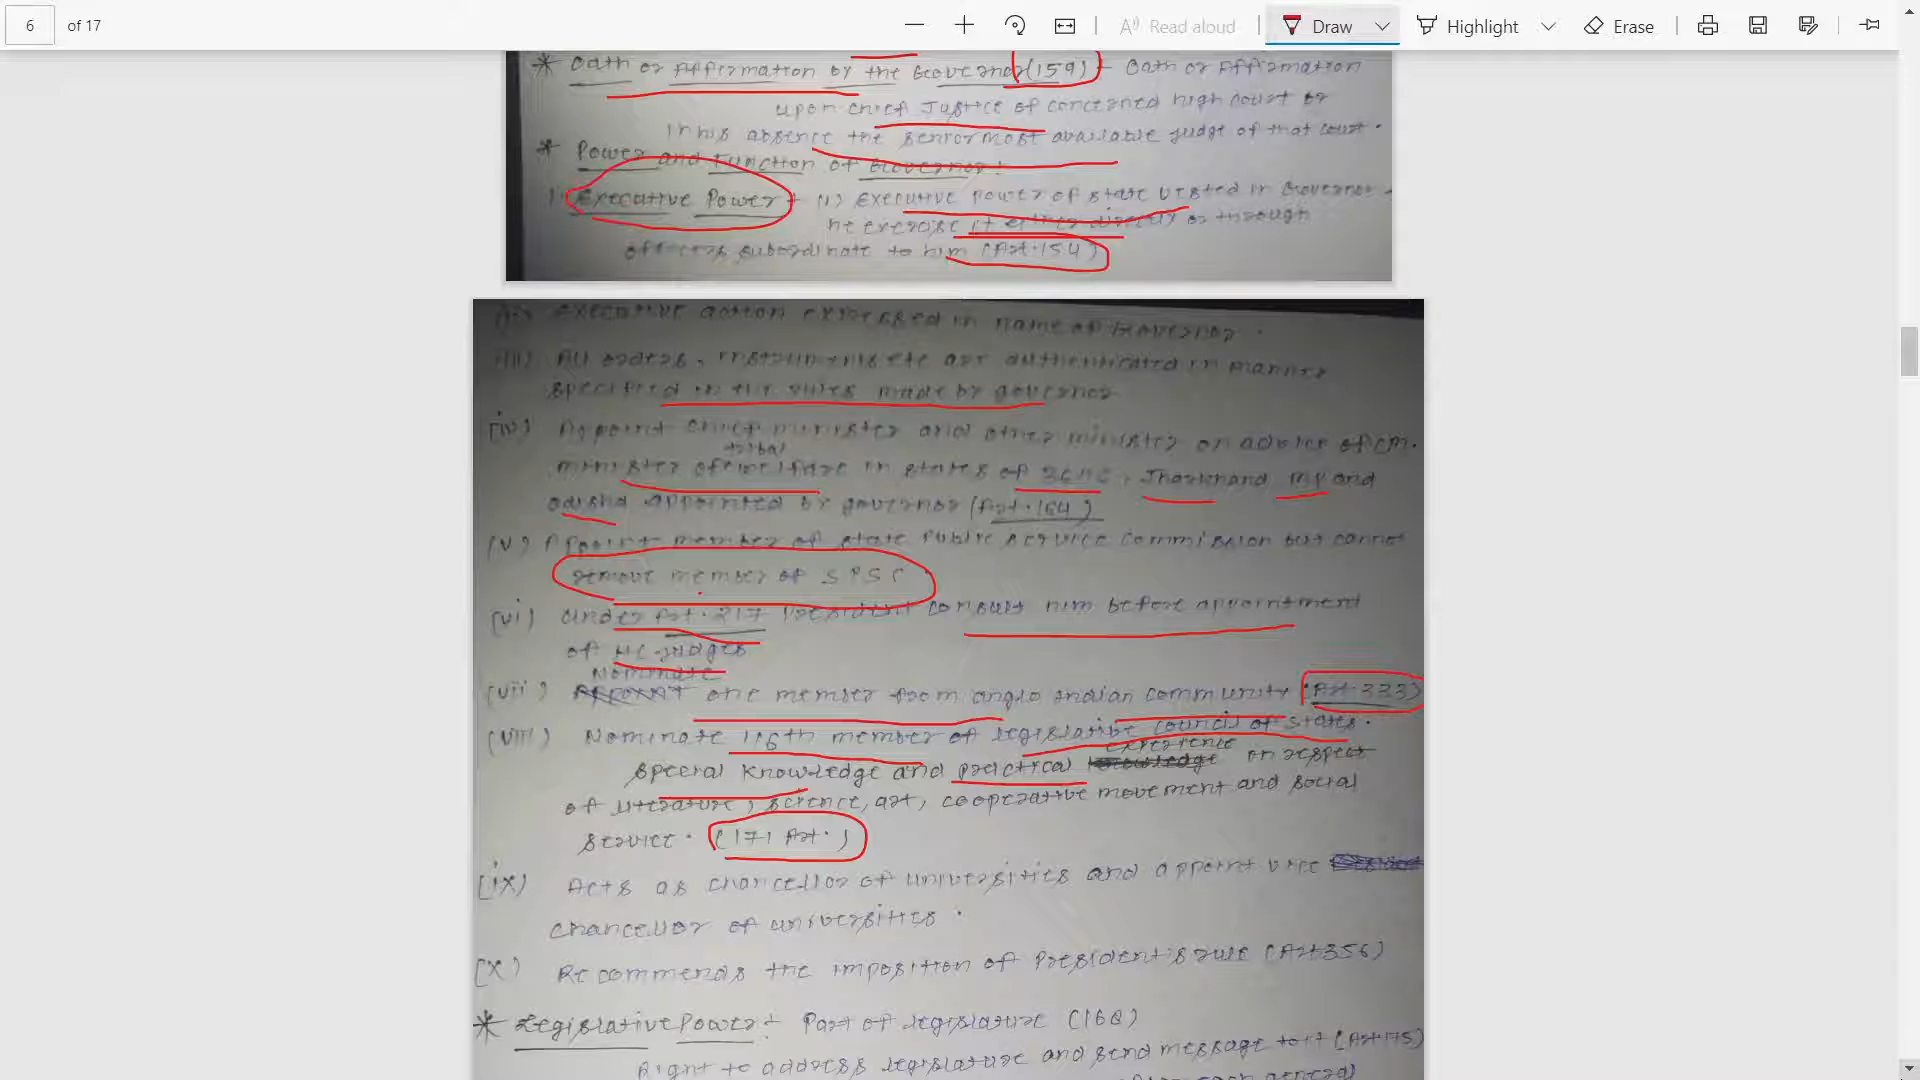 6 of 17
Read aloud
Draw
Highlight
Erase
* Oath or Affirmation by the Governor (159) - Oath or Affirmation
upon chief Justice of concerned high court or
in his absence the seniormost available judge of that court.
* Power and Function of Governor:
Executive Power + (i) Executive power of state vested in Governor
he exercise it either directly or through
officers subordinate to him (Art. 154)
Executive action expressed in name of Governor.
(iii) All orders, instruments etc are authenticated in manner
specified in the rules made by governor
(iv) Appoint chief minister and other minister on advice of cm.
tribal
minister of welfare in states of , Jharkhand, MP and
odisha appointed by governor (Art. 164)
(v) Appoint member of state Public service commission but cannot
remove member of SPSC.
(vi) under Art. 217 President consult him before appointment
of HC judges
Nominate
(vii) one member from anglo indian community (Art. 333)
(viii) Nominate 1/6th member of legislative council of states.
experience
special knowledge and practical in respect
of literature, science, art, cooperative movement and social
service. (171 Art.)
(ix) Acts as chancellor of universities and appoint vice
chancellor of universities.
(x) Recommends the imposition of President's rule (Art 356)
* Legislative Power + Part of legislature (168)
Right to address legislature and send message to it (Art 175)